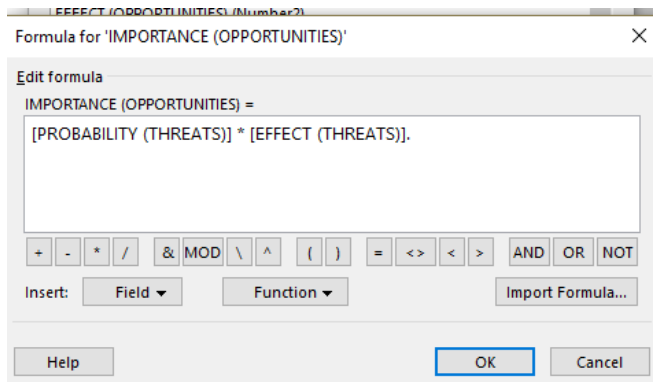 EFFECT (OPPORTUNITIES) (Number2)
Formula for 'IMPORTANCE (OPPORTUNITIES)'
Edit formula
IMPORTANCE (OPPORTUNITIES) =
[PROBABILITY (THREATS)] * [EFFECT (THREATS)].
+ - * / & MOD \ ^ ( ) = <> < > AND OR NOT
Insert: Field Function Import Formula...
Help OK Cancel